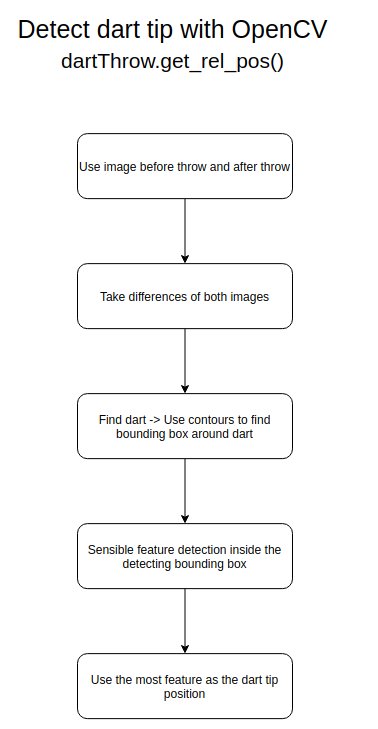 Detect dart tip with OpenCV
dartThrow.get_rel_pos()
Use image before throw and after throw
Take differences of both images
Find dart -> Use contours to find
bounding box around dart
Sensible feature detection inside the
detecting bounding box
Use the most feature as the dart tip
position